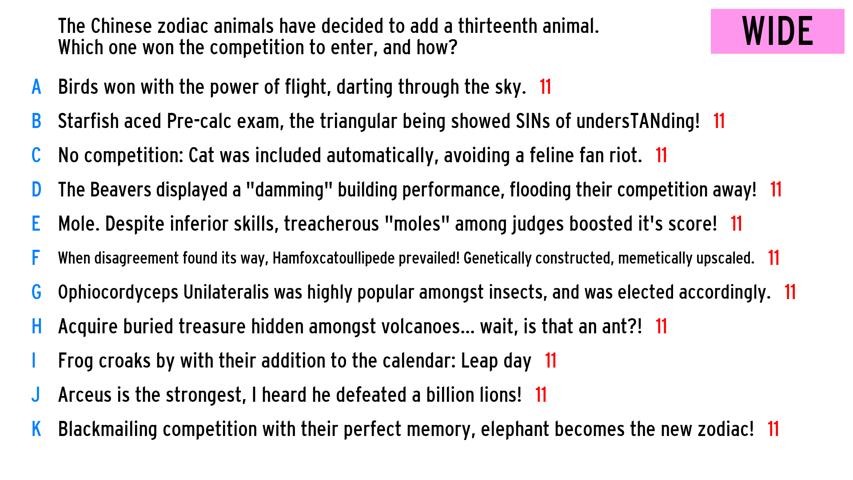 The Chinese zodiac animals have decided to add a thirteenth animal.
Which one won the competition to enter, and how?
WIDE
A Birds won with the power of flight, darting through the sky. 11
B Starfish aced Pre-calc exam, the triangular being showed SINs of undersTANding! 11
C No competition: Cat was included automatically, avoiding a feline fan riot. 11
D The Beavers displayed a "damming" building performance, flooding their competition away! 11
E Mole. Despite inferior skills, treacherous "moles" among judges boosted it's score! 11
F When disagreement found its way, Hamfoxcatoullipede prevailed! Genetically constructed, memetically upscaled. 11
G Ophiocordyceps Unilateralis was highly popular amongst insects, and was elected accordingly. 11
H Acquire buried treasure hidden amongst volcanoes... wait, is that an ant?! 11
I Frog croaks by with their addition to the calendar: Leap day 11
J Arceus is the strongest, I heard he defeated a billion lions! 11
K Blackmailing competition with their perfect memory, elephant becomes the new zodiac! 11